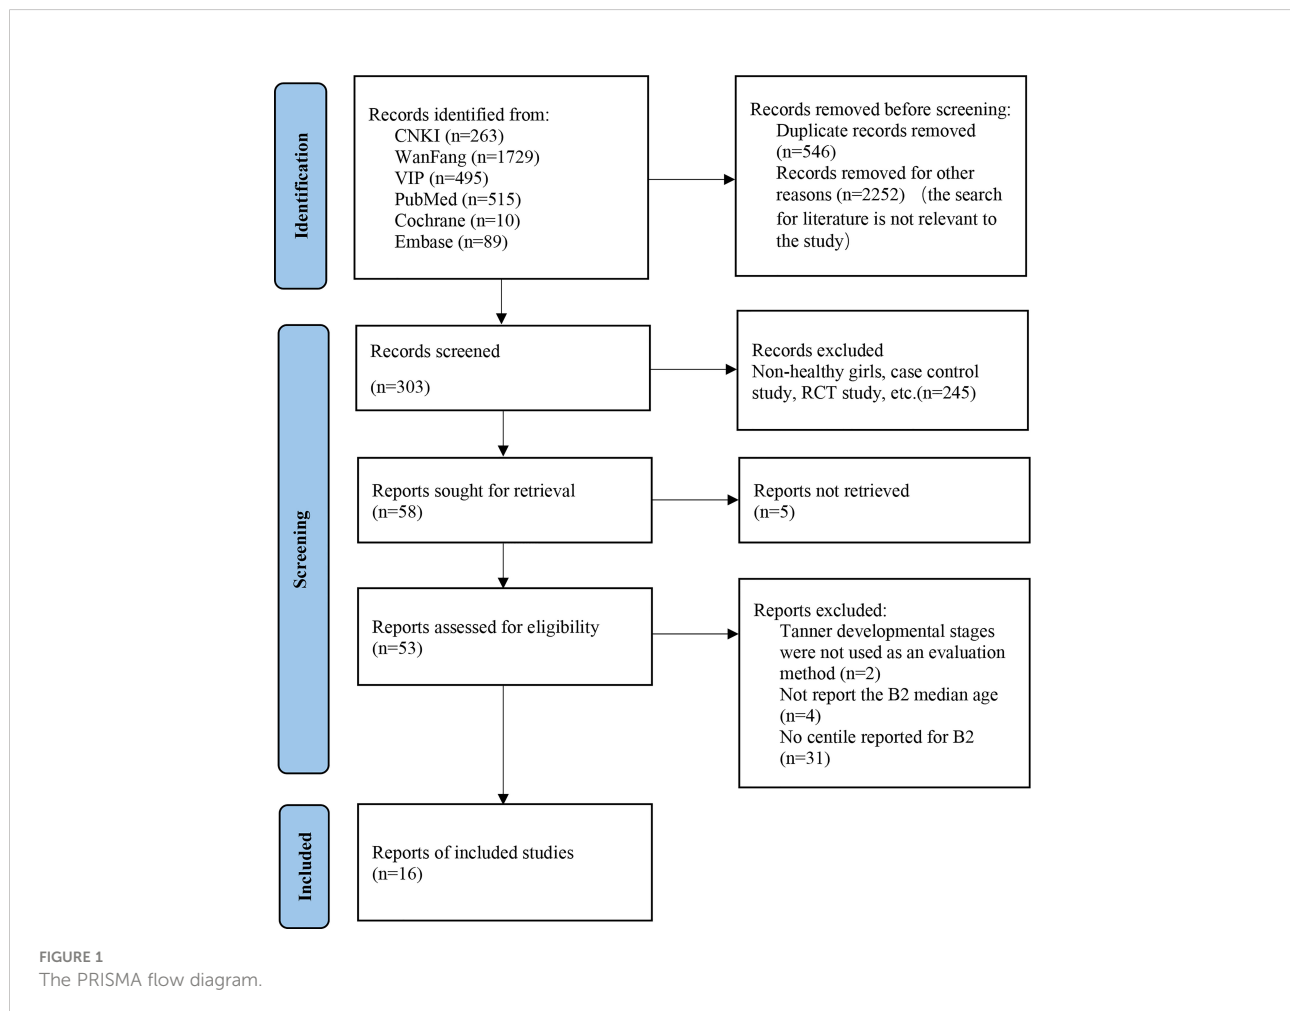 Identification
Records identified from:
CNKI (n=263)
WanFang (n=1729)
VIP (n=495)
PubMed (n=515)
Cochrane (n=10)
Embase (n=89)
Records removed before screening:
Duplicate records removed
(n=546)
Records removed for other
reasons (n=2252) （the search
for literature is not relevant to
the study）
Screening
Records screened
(n=303)
Records excluded
Non-healthy girls, case control
study, RCT study, etc.(n=245)
Reports sought for retrieval
(n=58)
Reports not retrieved
(n=5)
Reports assessed for eligibility
(n=53)
Reports excluded:
Tanner developmental stages
were not used as an evaluation
method (n=2)
Not report the B2 median age
(n=4)
No centile reported for B2
(n=31)
Included
Reports of included studies
(n=16)
FIGURE 1
The PRISMA flow diagram.